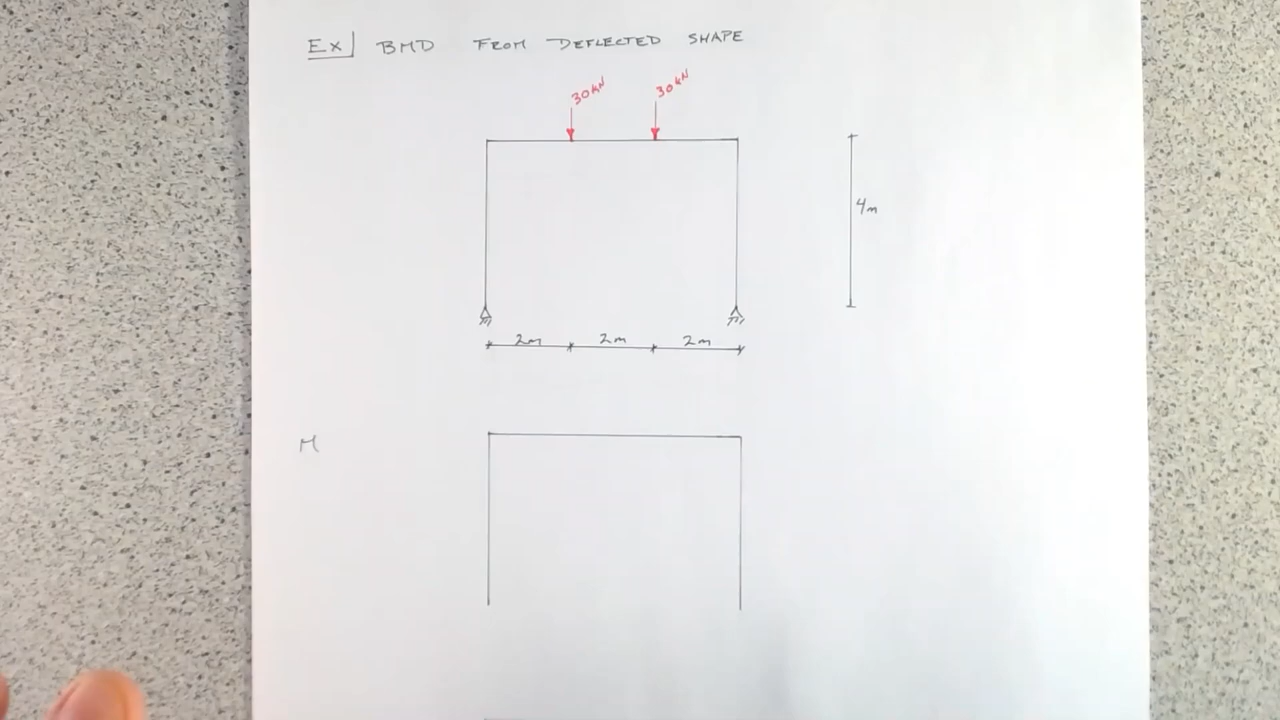 Ex BMD FROM DEFLECTED SHAPE
30kN 30kN
4m
2m 2m 2m
M